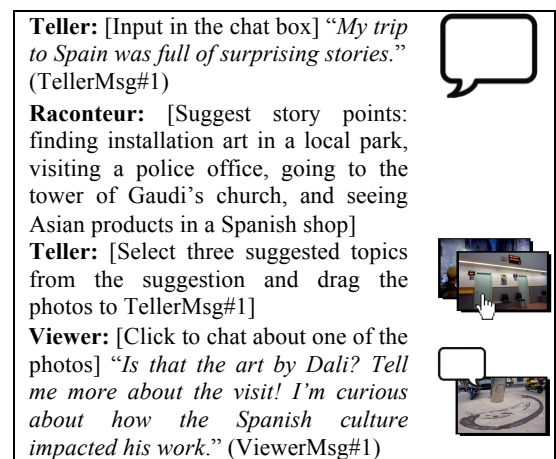 Teller: [Input in the chat box] “My trip
to Spain was full of surprising stories.”
(TellerMsg#1)
Raconteur: [Suggest story points:
finding installation art in a local park,
visiting a police office, going to the
tower of Gaudi’s church, and seeing
Asian products in a Spanish shop]
Teller: [Select three suggested topics
from the suggestion and drag the
photos to TellerMsg#1]
Viewer: [Click to chat about one of the
photos] “Is that the art by Dali? Tell
me more about the visit! I’m curious
about how the Spanish culture
impacted his work.” (ViewerMsg#1)